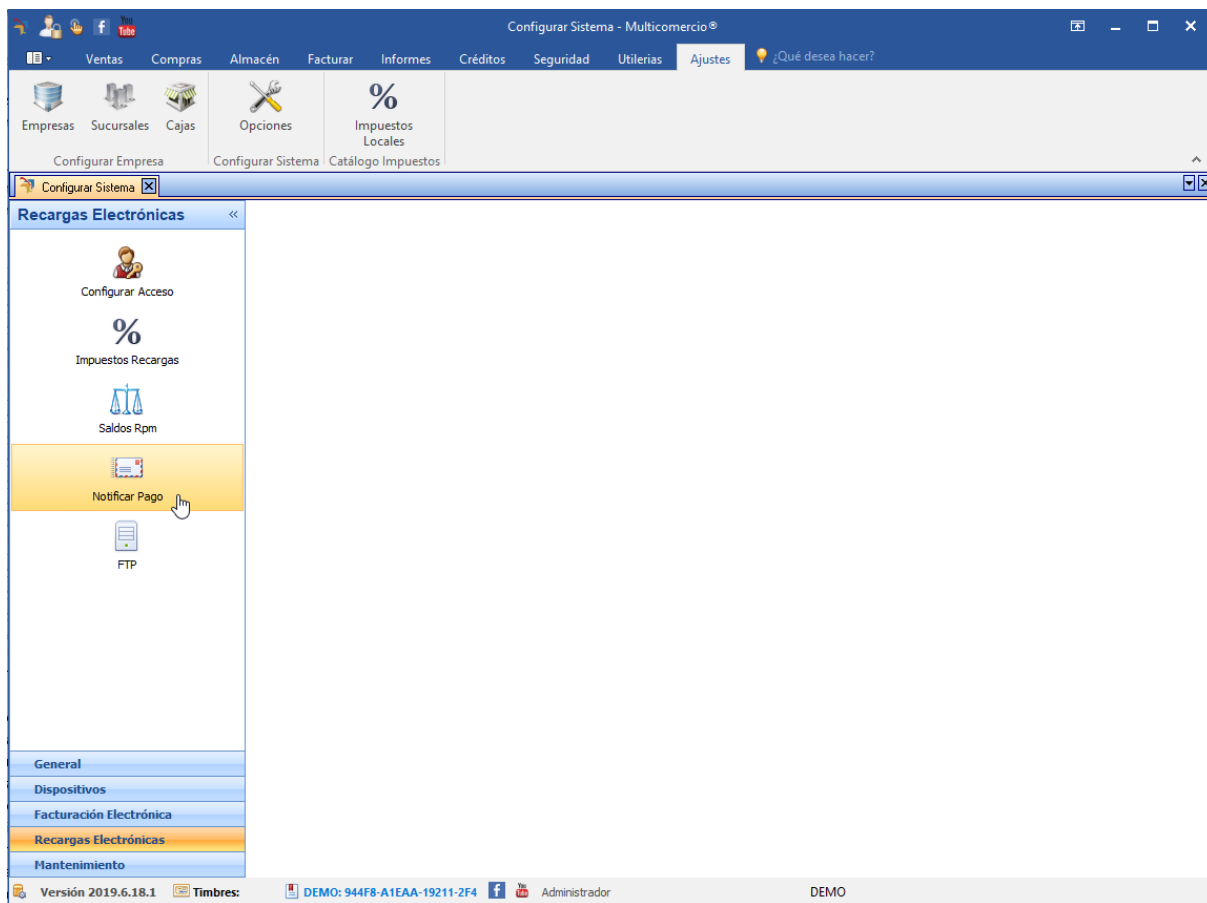 You
Tube
Configurar Sistema - Multicomercio®
Ventas Compras Almacén Facturar Informes Créditos Seguridad Utilerias Ajustes ¿Qué desea hacer?
Empresas Sucursales Cajas Opciones % Impuestos Locales
Configurar Empresa Configurar Sistema Catálogo Impuestos
Configurar Sistema
Recargas Electrónicas «
Configurar Acceso
%
Impuestos Recargas
Saldos Rpm
Notificar Pago
FTP
General
Dispositivos
Facturación Electrónica
Recargas Electrónicas
Mantenimiento
Versión 2019.6.18.1 Timbres: DEMO: 944F8-A1EAA-19211-2F4 f You Tube Administrador DEMO